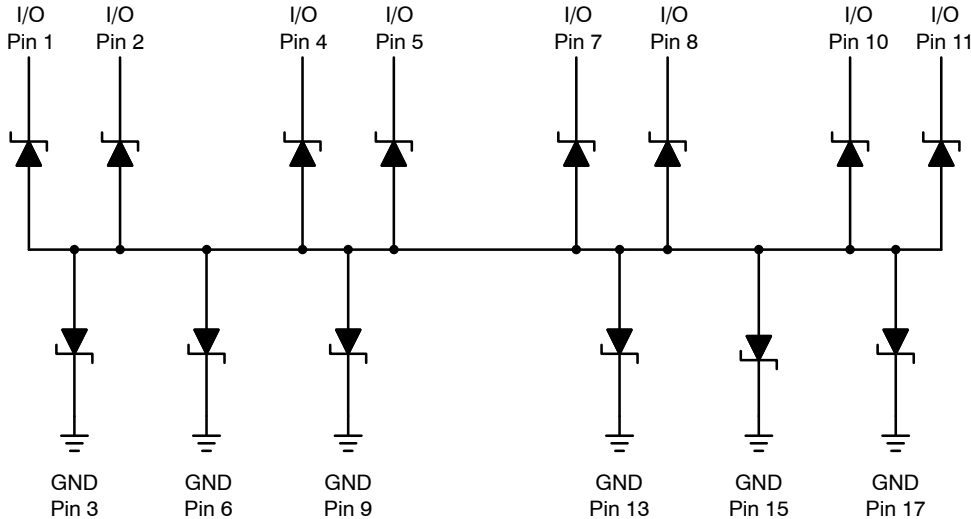 I/O I/O I/O I/O I/O I/O I/O I/O
Pin 1 Pin 2 Pin 4 Pin 5 Pin 7 Pin 8 Pin 10 Pin 11
GND GND GND GND GND GND
Pin 3 Pin 6 Pin 9 Pin 13 Pin 15 Pin 17